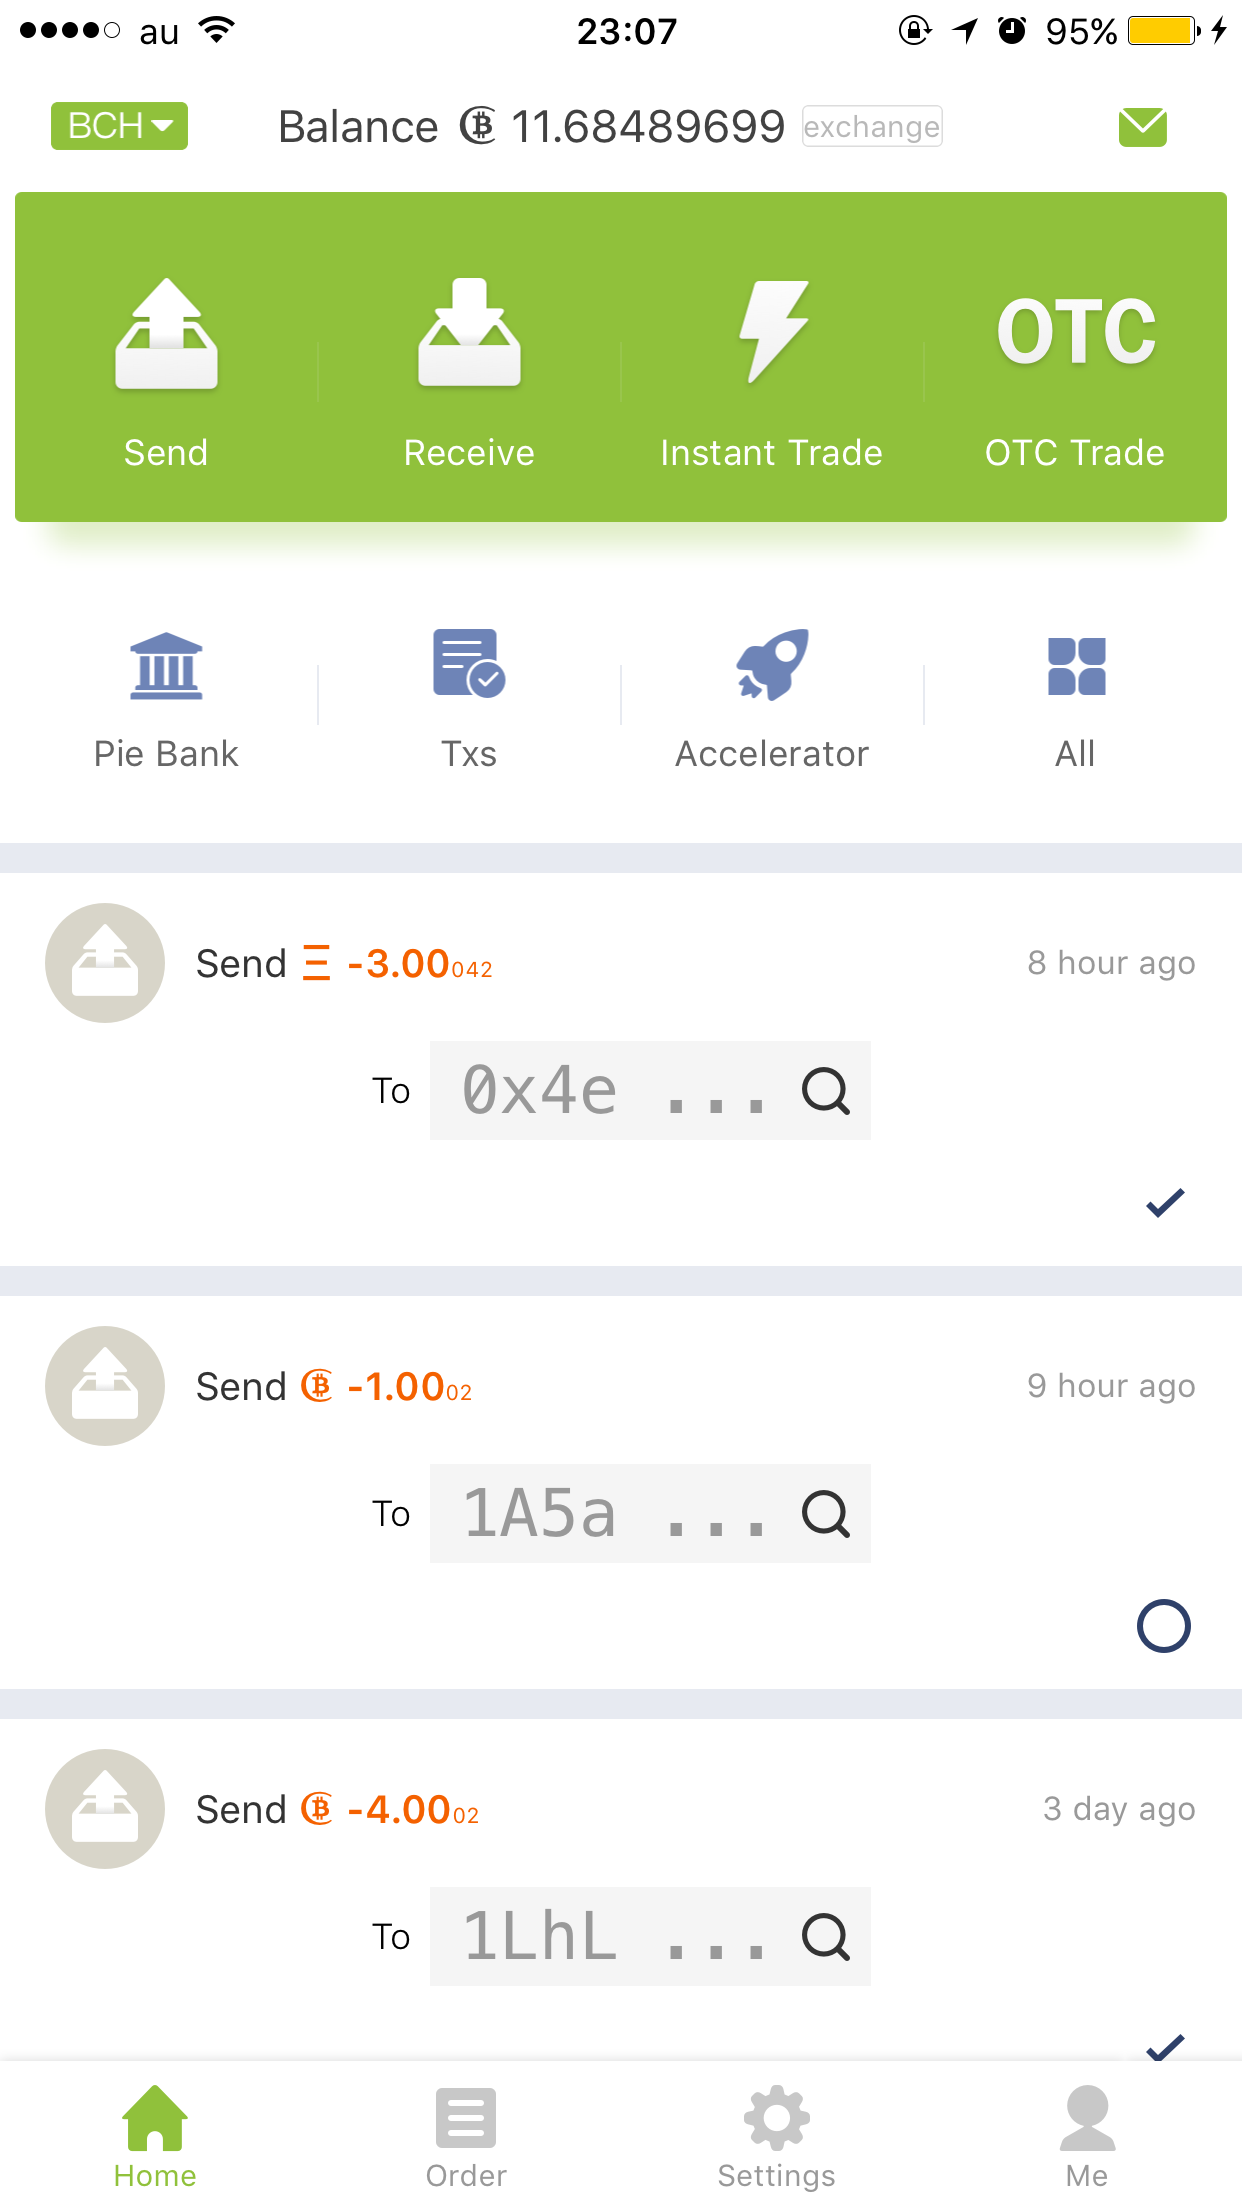 au 23:07 95%
BCH Balance 11.68489699 exchange
OTC
Send Receive Instant Trade OTC Trade
Pie Bank Txs Accelerator All
Send Ξ -3.00042 8 hour ago
To 0x4e ...
Send -1.0002 9 hour ago
To 1A5a ...
Send -4.0002 3 day ago
To 1LhL ...
Home Order Settings Me